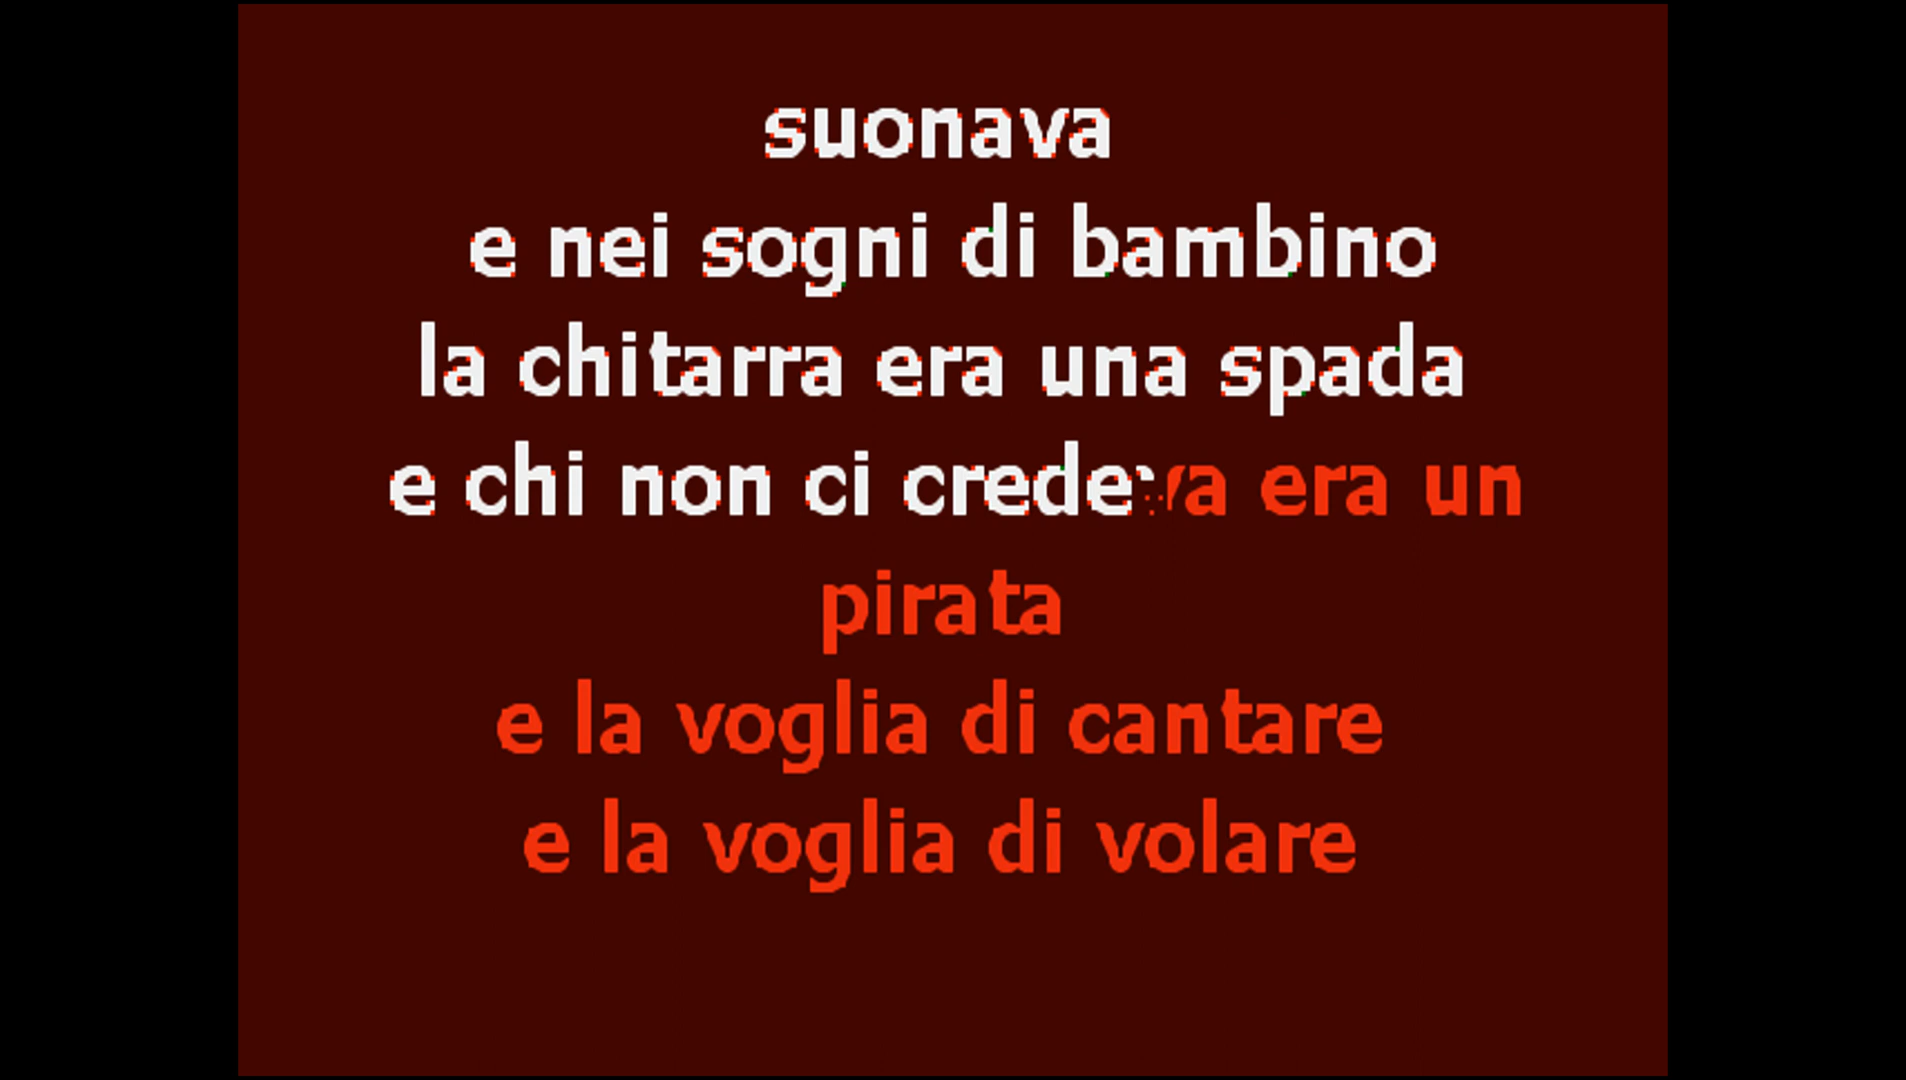 suonava
e nei sogni di bambino
la chitarra era una spada
e chi non ci credeva era un
pirata
e la voglia di cantare
e la voglia di volare